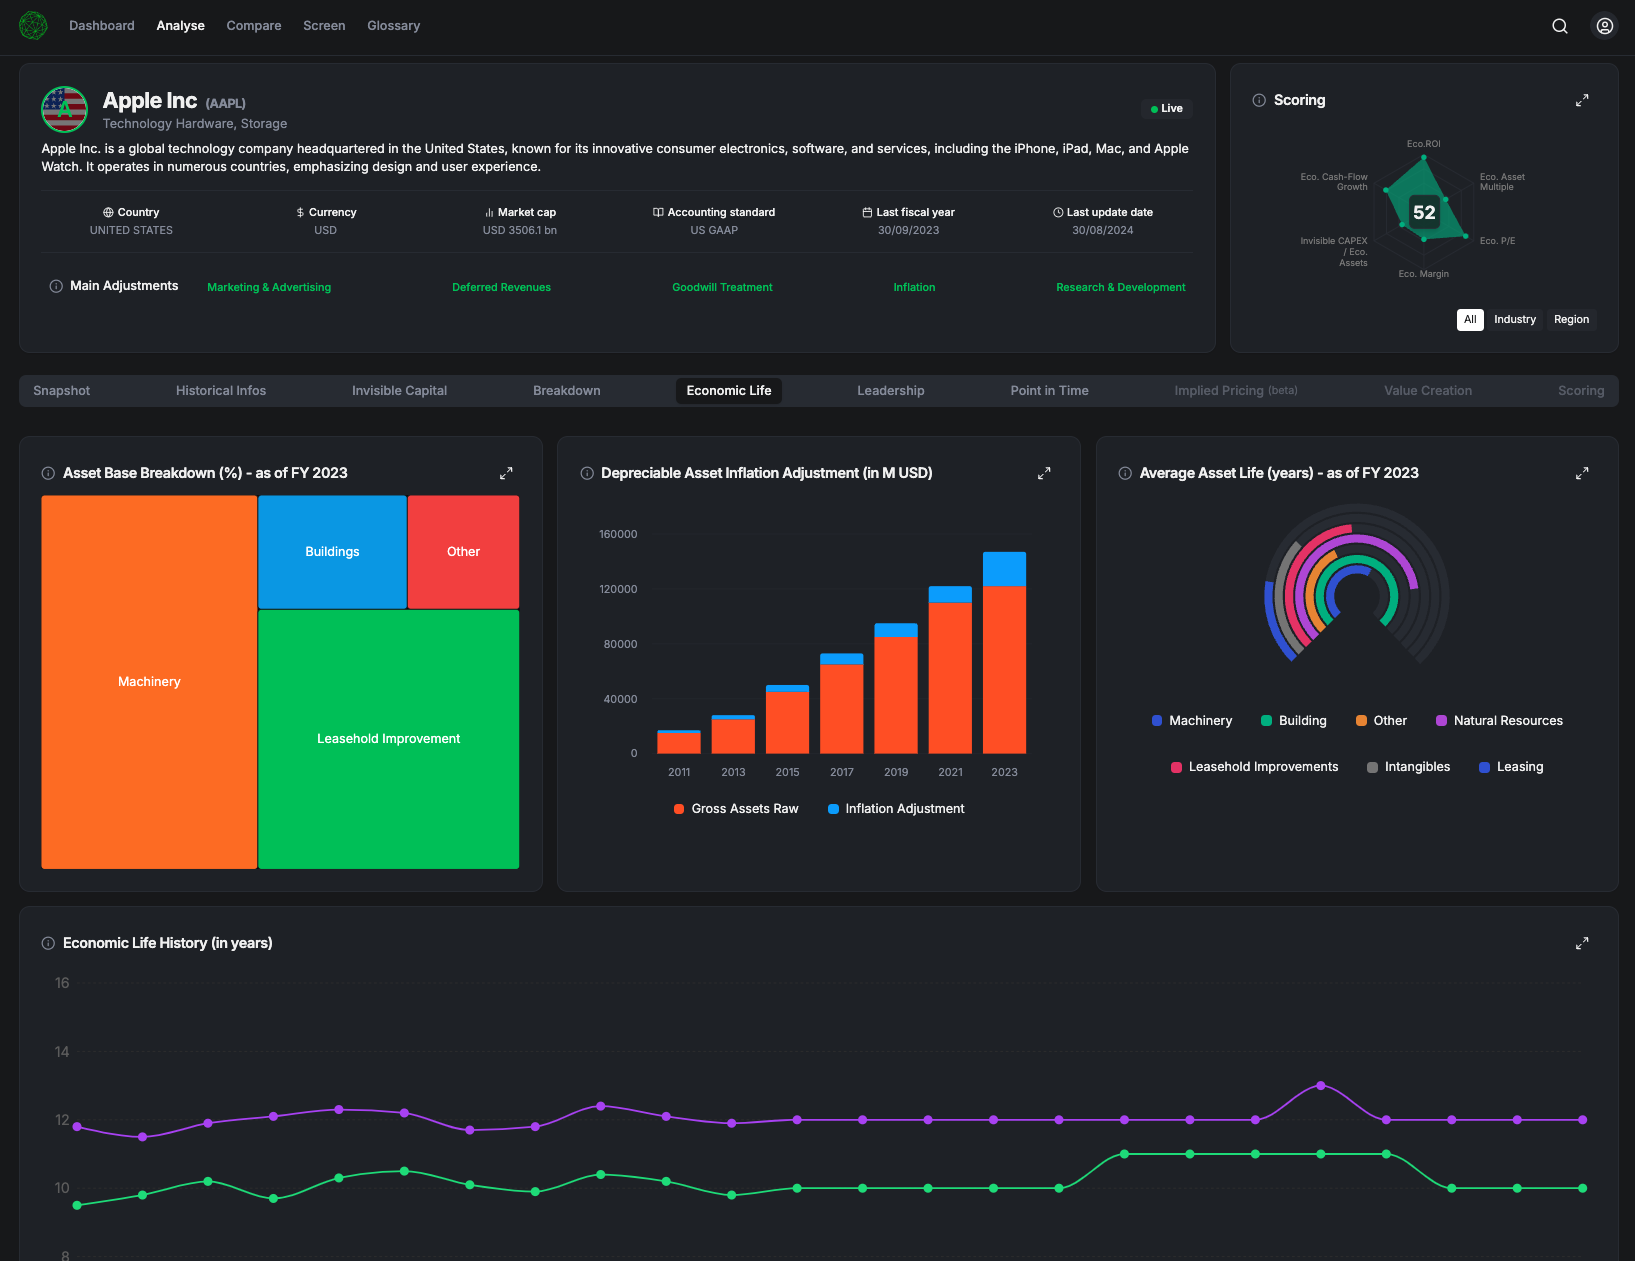 Dashboard
Analyse
Compare
Screen
Glossary
A
Apple Inc (AAPL)
Technology Hardware, Storage
Live
Apple Inc. is a global technology company headquartered in the United States, known for its innovative consumer electronics, software, and services, including the iPhone, iPad, Mac, and Apple
Watch. It operates in numerous countries, emphasizing design and user experience.
Country
UNITED STATES
$ Currency
USD
Market cap
USD 3506.1 bn
Accounting standard
US GAAP
Last fiscal year
30/09/2023
Last update date
30/08/2024
Main Adjustments
Marketing & Advertising
Deferred Revenues
Goodwill Treatment
Inflation
Research & Development
Scoring
Eco.ROI
Eco. Asset
Multiple
Eco. P/E
Eco. Margin
Invisible CAPEX
/ Eco.
Assets
Eco. Cash-Flow
Growth
52
All
Industry
Region
Snapshot
Historical Infos
Invisible Capital
Breakdown
Economic Life
Leadership
Point in Time
Implied Pricing (beta)
Value Creation
Scoring
Asset Base Breakdown (%) - as of FY 2023
Machinery
Buildings
Other
Leasehold Improvement
Depreciable Asset Inflation Adjustment (in M USD)
160000
120000
80000
40000
0
2011
2013
2015
2017
2019
2021
2023
Gross Assets Raw
Inflation Adjustment
Average Asset Life (years) - as of FY 2023
Machinery
Building
Other
Natural Resources
Leasehold Improvements
Intangibles
Leasing
Economic Life History (in years)
16
14
12
10
8